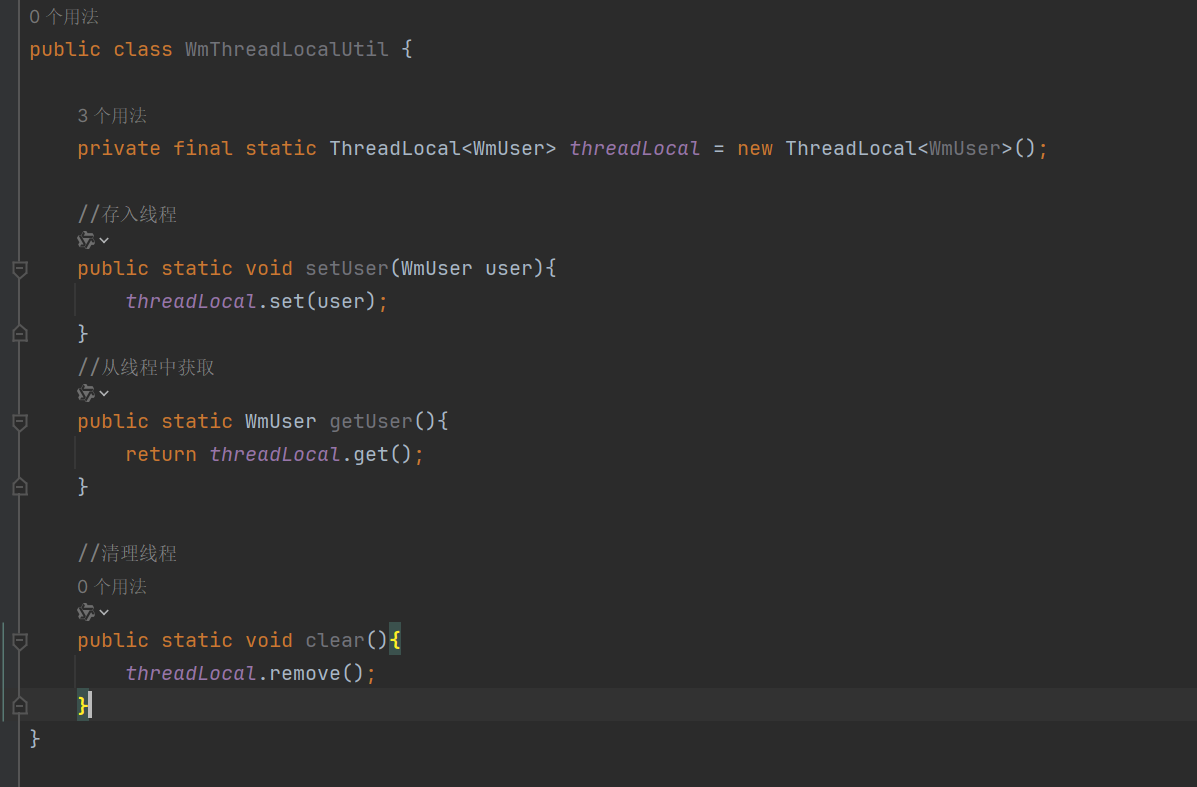 0 个用法
public class WmThreadLocalUtil {
3 个用法
private final static ThreadLocal<WmUser> threadLocal = new ThreadLocal<WmUser>();
//存入线程
public static void setUser(WmUser user){
threadLocal.set(user);
}
//从线程中获取
public static WmUser getUser(){
return threadLocal.get();
}
//清理线程
0 个用法
public static void clear(){
threadLocal.remove();
}
}